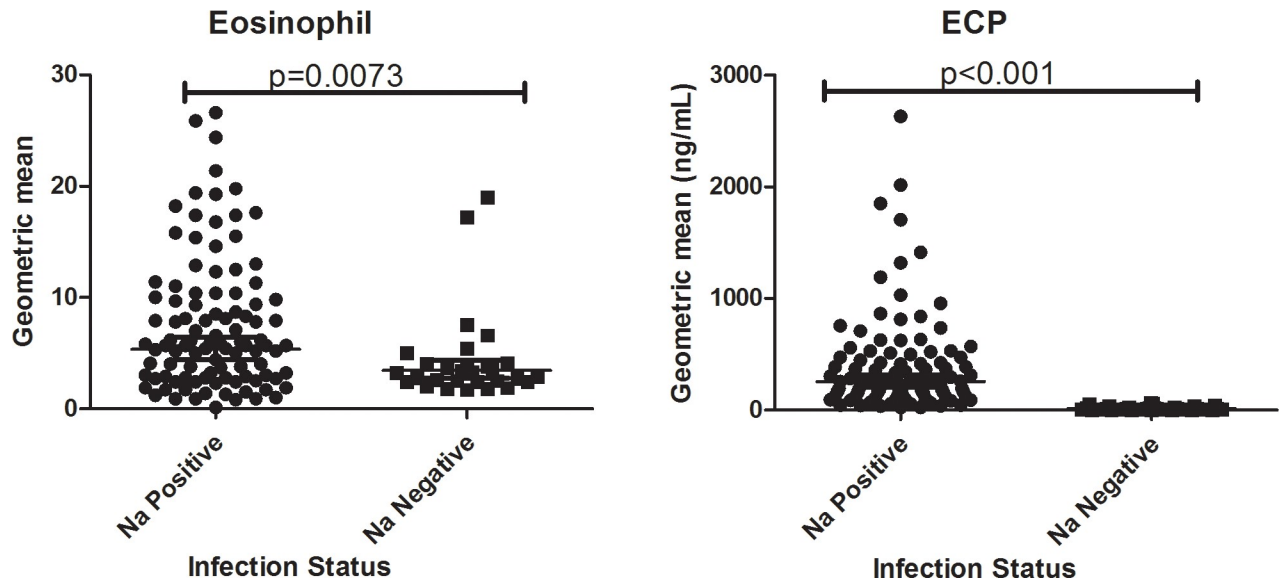 Eosinophil
p=0.0073
30
20
10
0
Geometric mean
Na Positive
Na Negative
Infection Status
ECP
p<0.001
3000
2000
1000
0
Geometric mean (ng/mL)
Na Positive
Na Negative
Infection Status